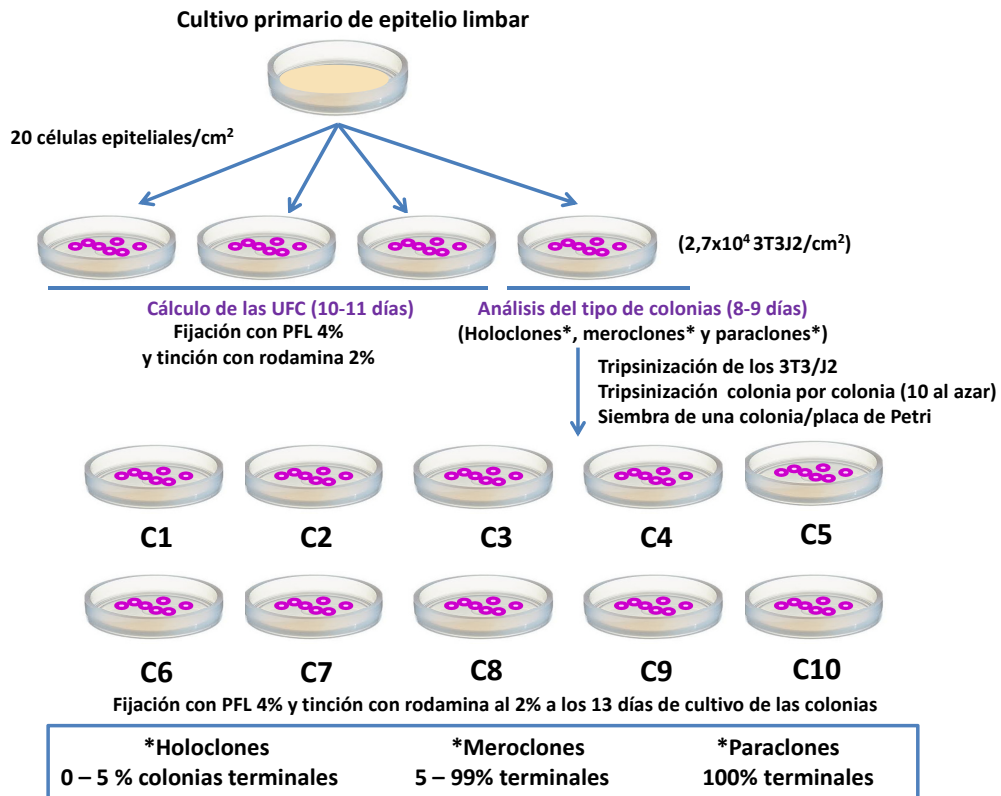 Cultivo primario de epitelio limbar
20 células epiteliales/cm²
(2,7x10⁴ 3T3J2/cm²)
Cálculo de las UFC (10-11 días)
Fijación con PFL 4%
y tinción con rodamina 2%
Análisis del tipo de colonias (8-9 días)
(Holoclones*, meroclones* y paraclones*)
Tripsinización de los 3T3/J2
Tripsinización colonia por colonia (10 al azar)
Siembra de una colonia/placa de Petri
C1 C2 C3 C4 C5
C6 C7 C8 C9 C10
Fijación con PFL 4% y tinción con rodamina al 2% a los 13 días de cultivo de las colonias
*Holoclones *Meroclones *Paraclones
0 – 5 % colonias terminales 5 – 99% terminales 100% terminales